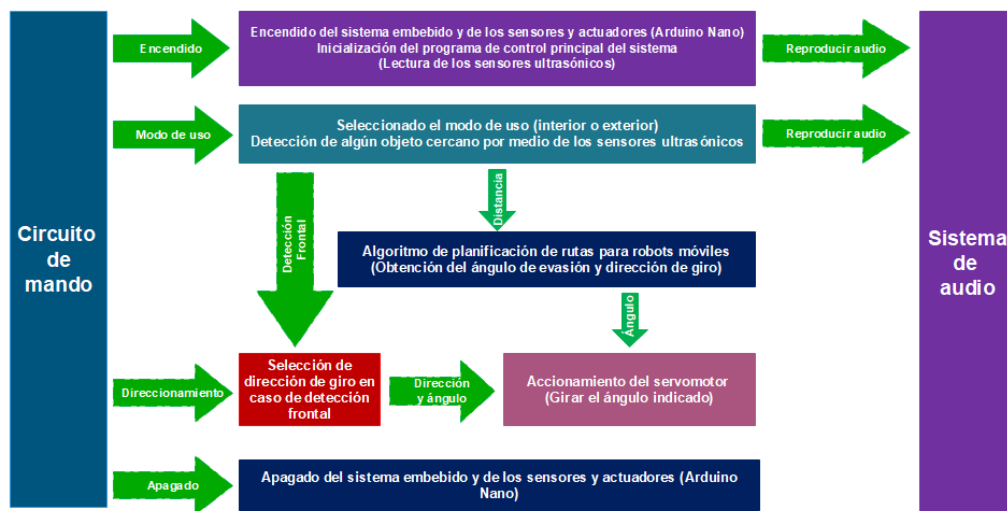 Circuito
de
mando
Encendido
Encendido del sistema embebido y de los sensores y actuadores (Arduino Nano)
Inicialización del programa de control principal del sistema
(Lectura de los sensores ultrasónicos)
Reproducir audio
Modo de uso
Seleccionado el modo de uso (interior o exterior)
Detección de algún objeto cercano por medio de los sensores ultrasónicos
Reproducir audio
Detección
Frontal
Distancia
Algoritmo de planificación de rutas para robots móviles
(Obtención del ángulo de evasión y dirección de giro)
Ángulo
Direccionamiento
Selección de
dirección de giro en
caso de detección
frontal
Dirección
y ángulo
Accionamiento del servomotor
(Girar el ángulo indicado)
Apagado
Apagado del sistema embebido y de los sensores y actuadores (Arduino
Nano)
Sistema
de
audio